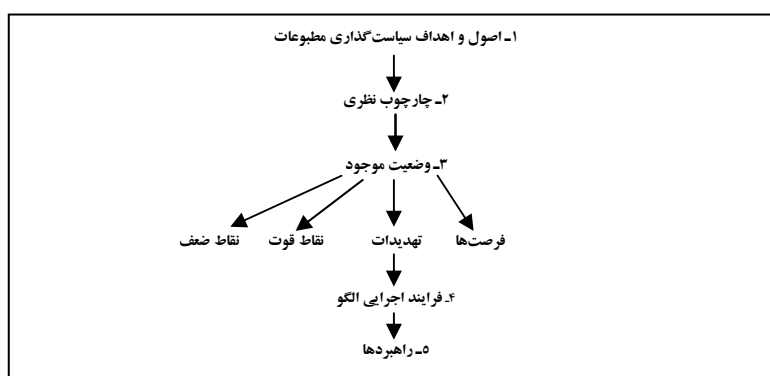 ۱ـ اصول و اهداف سیاست‌گذاری مطبوعات
۲ـ چارچوب نظری
۳ـ وضعیت موجود
فرصت‌ها تهدیدات نقاط قوت نقاط ضعف
۴ـ فرایند اجرایی الگو
۵ـ راهبردها